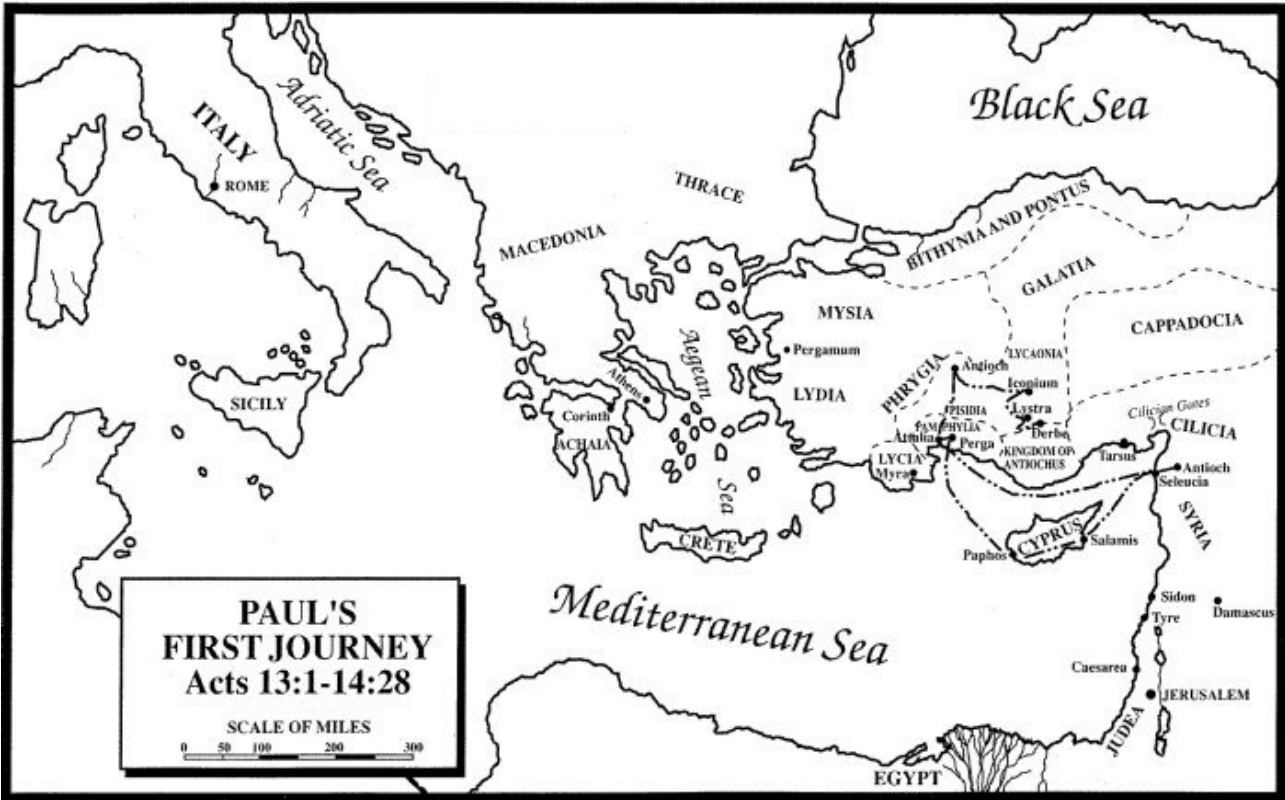 Black Sea
Adriatic Sea
ITALY
ROME
THRACE
MACEDONIA
BITHYNIA AND PONTUS
GALATIA
CAPPADOCIA
MYSIA
Pergamum
Aegean
Sea
LYCAONIA
PHRYGIA
Antioch
Iconium
LYDIA
Athens
SICILY
Corinth
ACHAIA
PISIDIA
Lystra
Cilician Gates
PAMPHYLIA
Derbe
CILICIA
Attalia
Perga
KINGDOM OF
ANTIOCHUS
Tarsus
LYCIA
Myra
Antioch
Seleucia
SYRIA
CRETE
CYPRUS
Salamis
Paphos
Mediterranean Sea
Sidon
Damascus
Tyre
Caesarea
JERUSALEM
JUDEA
EGYPT
PAUL'S
FIRST JOURNEY
Acts 13:1-14:28
SCALE OF MILES
0 50 100 200 300